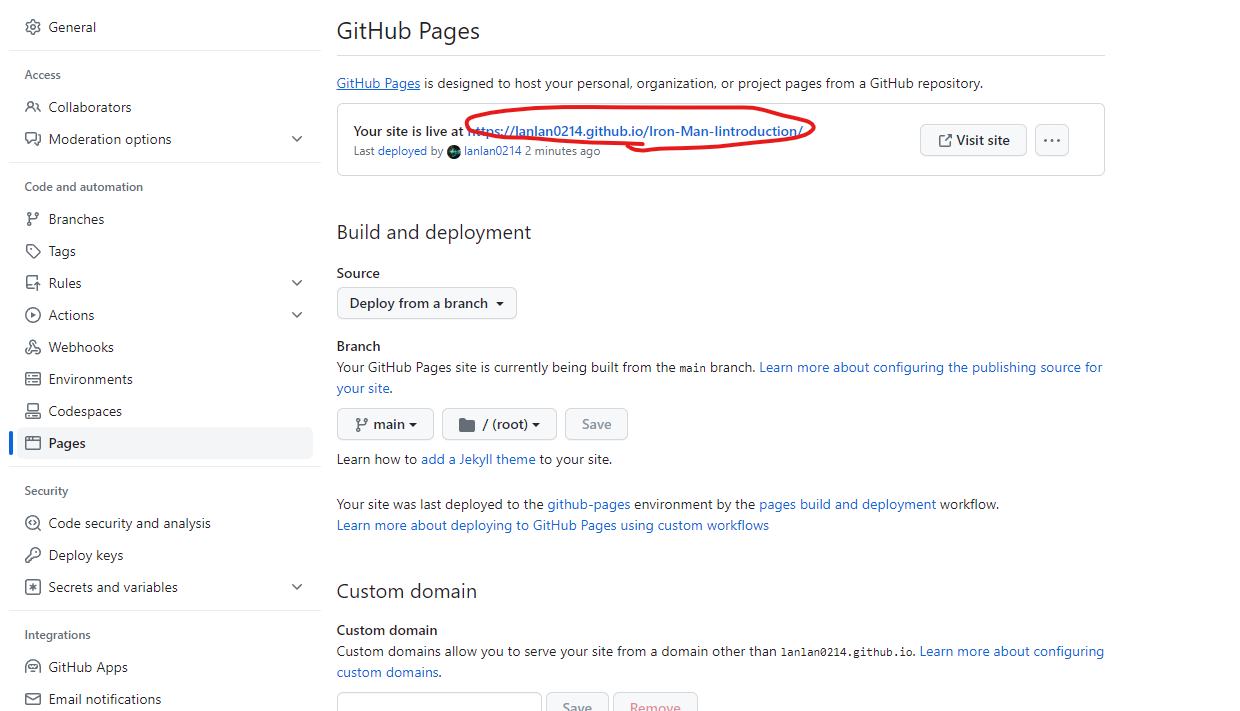 General
Access
Collaborators
Moderation options
Code and automation
Branches
Tags
Rules
Actions
Webhooks
Environments
Codespaces
Pages
Security
Code security and analysis
Deploy keys
Secrets and variables
Integrations
GitHub Apps
Email notifications
GitHub Pages
GitHub Pages is designed to host your personal, organization, or project pages from a GitHub repository.
Your site is live at https://lanlan0214.github.io/Iron-Man-Iintroduction/
Last deployed by lanlan0214 2 minutes ago
Visit site
Build and deployment
Source
Deploy from a branch
Branch
Your GitHub Pages site is currently being built from the main branch. Learn more about configuring the publishing source for
your site.
main
/ (root)
Save
Learn how to add a Jekyll theme to your site.
Your site was last deployed to the github-pages environment by the pages build and deployment workflow.
Learn more about deploying to GitHub Pages using custom workflows
Custom domain
Custom domain
Custom domains allow you to serve your site from a domain other than lanlan0214.github.io. Learn more about configuring
custom domains.
Save
Remove